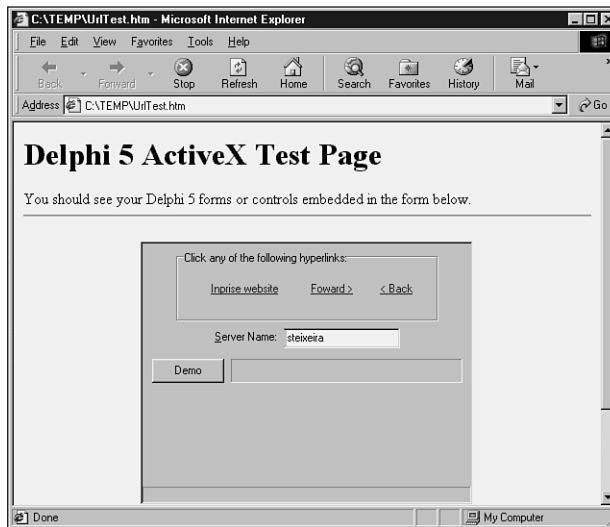 C:\TEMP\UrlTest.htm - Microsoft Internet Explorer
File Edit View Favorites Tools Help
Back Forward Stop Refresh Home Search Favorites History Mail
Address C:\TEMP\UrlTest.htm Go
Delphi 5 ActiveX Test Page
You should see your Delphi 5 forms or controls embedded in the form below.
Click any of the following hyperlinks:
Inprise website Foward > < Back
Server Name: steixeira
Demo
Done My Computer